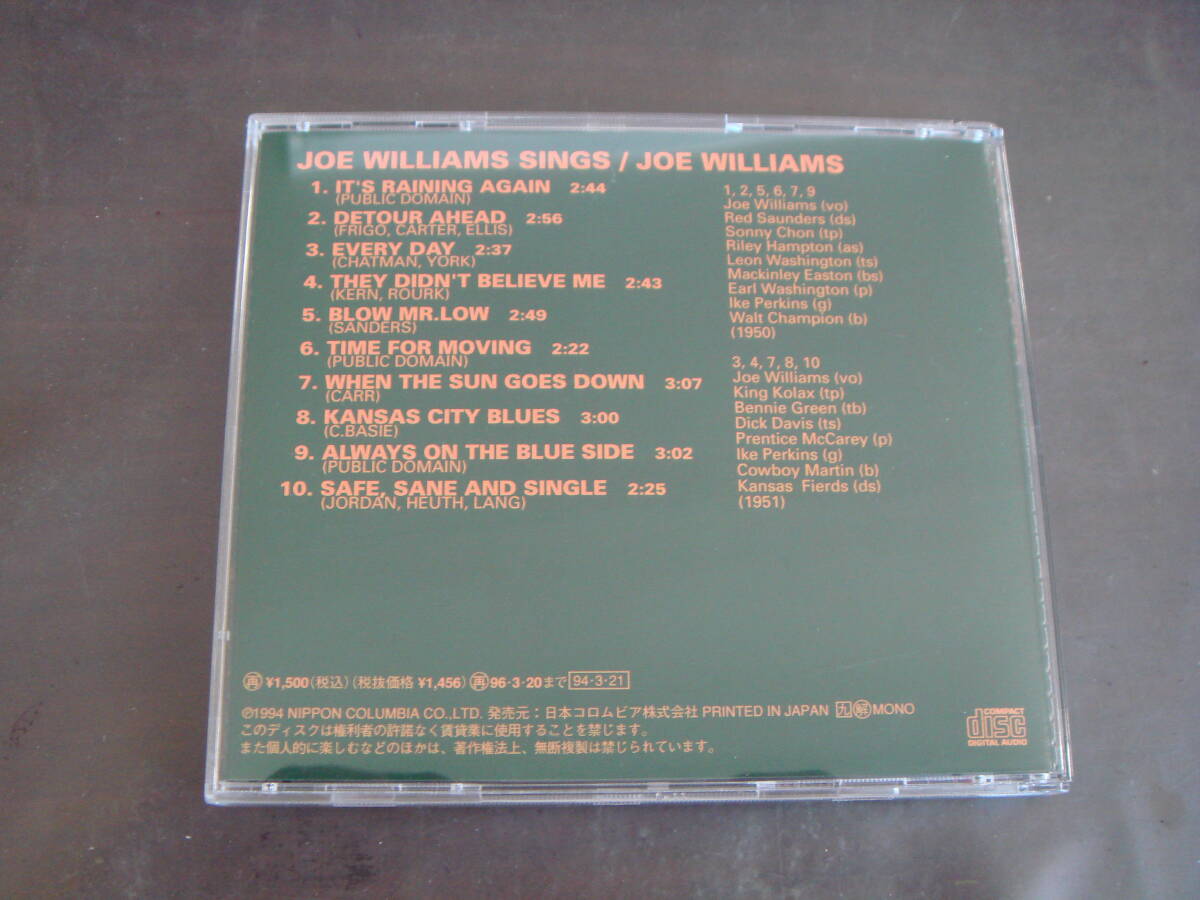 JOE WILLIAMS SINGS / JOE WILLIAMS
1. IT'S RAINING AGAIN 2:44
(PUBLIC DOMAIN)
2. DETOUR AHEAD 2:56
(FRIGO, CARTER, ELLIS)
3. EVERY DAY 2:37
(CHATMAN, YORK)
4. THEY DIDN'T BELIEVE ME 2:43
(KERN, ROURK)
5. BLOW MR.LOW 2:49
(SANDERS)
6. TIME FOR MOVING 2:22
(PUBLIC DOMAIN)
7. WHEN THE SUN GOES DOWN 3:07
(CARR)
8. KANSAS CITY BLUES 3:00
(C.BASIE)
9. ALWAYS ON THE BLUE SIDE 3:02
(PUBLIC DOMAIN)
10. SAFE, SANE AND SINGLE 2:25
(JORDAN, HEUTH, LANG)
1, 2, 5, 6, 7, 9
Joe Williams (vo)
Red Saunders (ds)
Sonny Chon (tp)
Riley Hampton (as)
Leon Washington (ts)
Mackinley Easton (bs)
Earl Washington (p)
Ike Perkins (g)
Walt Champion (b)
(1950)
3, 4, 7, 8, 10
Joe Williams (vo)
King Kolax (tp)
Bennie Green (tb)
Dick Davis (ts)
Prentice McCarey (p)
Ike Perkins (g)
Cowboy Martin (b)
Kansas Fierds (ds)
(1951)
再 ¥1,500(税込)(税抜価格 ¥1,456) 再96・3・20まで 94・3・21
℗1994 NIPPON COLUMBIA CO.,LTD. 発売元:日本コロムビア株式会社 PRINTED IN JAPAN 九 解 MONO
このディスクは権利者の許諾なく賃貸業に使用することを禁じます。
また個人的に楽しむなどのほかは、著作権法上、無断複製は禁じられています。
COMPACT
disc
DIGITAL AUDIO